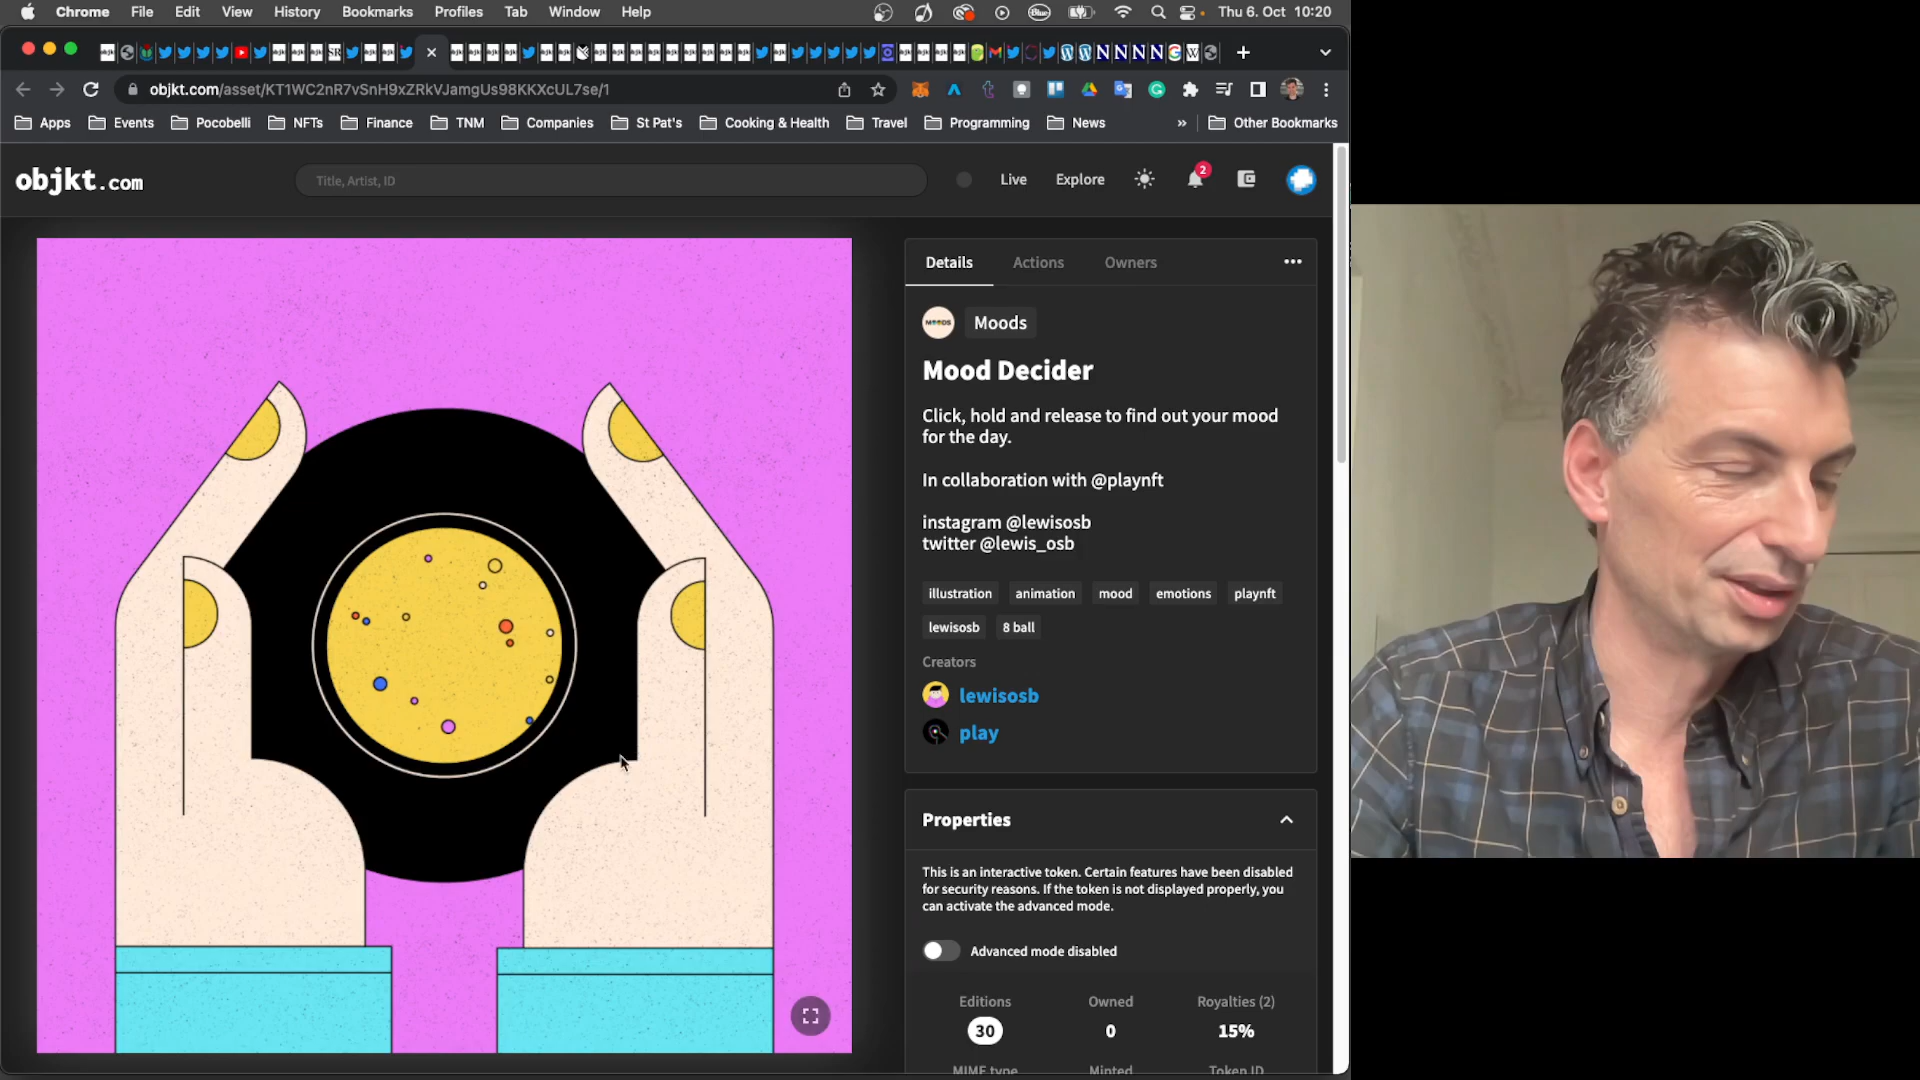 Chrome File Edit View History Bookmarks Profiles Tab Window Help
Thu 6. Oct 10:20
objkt.com/asset/KT1WC2nR7vSnH9xZRkVJamgUs98KKXcUL7se/1
Apps Events Pocobelli NFTs Finance TNM Companies St Pat's Cooking & Health Travel Programming News » Other Bookmarks
objkt.com
Title, Artist, ID
Live Explore
2
Details Actions Owners
MOODS
Moods
Mood Decider
Click, hold and release to find out your mood
for the day.
In collaboration with @playnft
instagram @lewisosb
twitter @lewis_osb
illustration animation mood emotions playnft
lewisosb 8 ball
Creators
lewisosb
play
Properties
This is an interactive token. Certain features have been disabled
for security reasons. If the token is not displayed properly, you
can activate the advanced mode.
Advanced mode disabled
Editions Owned Royalties (2)
30 0 15%
MIME type Minted Token ID